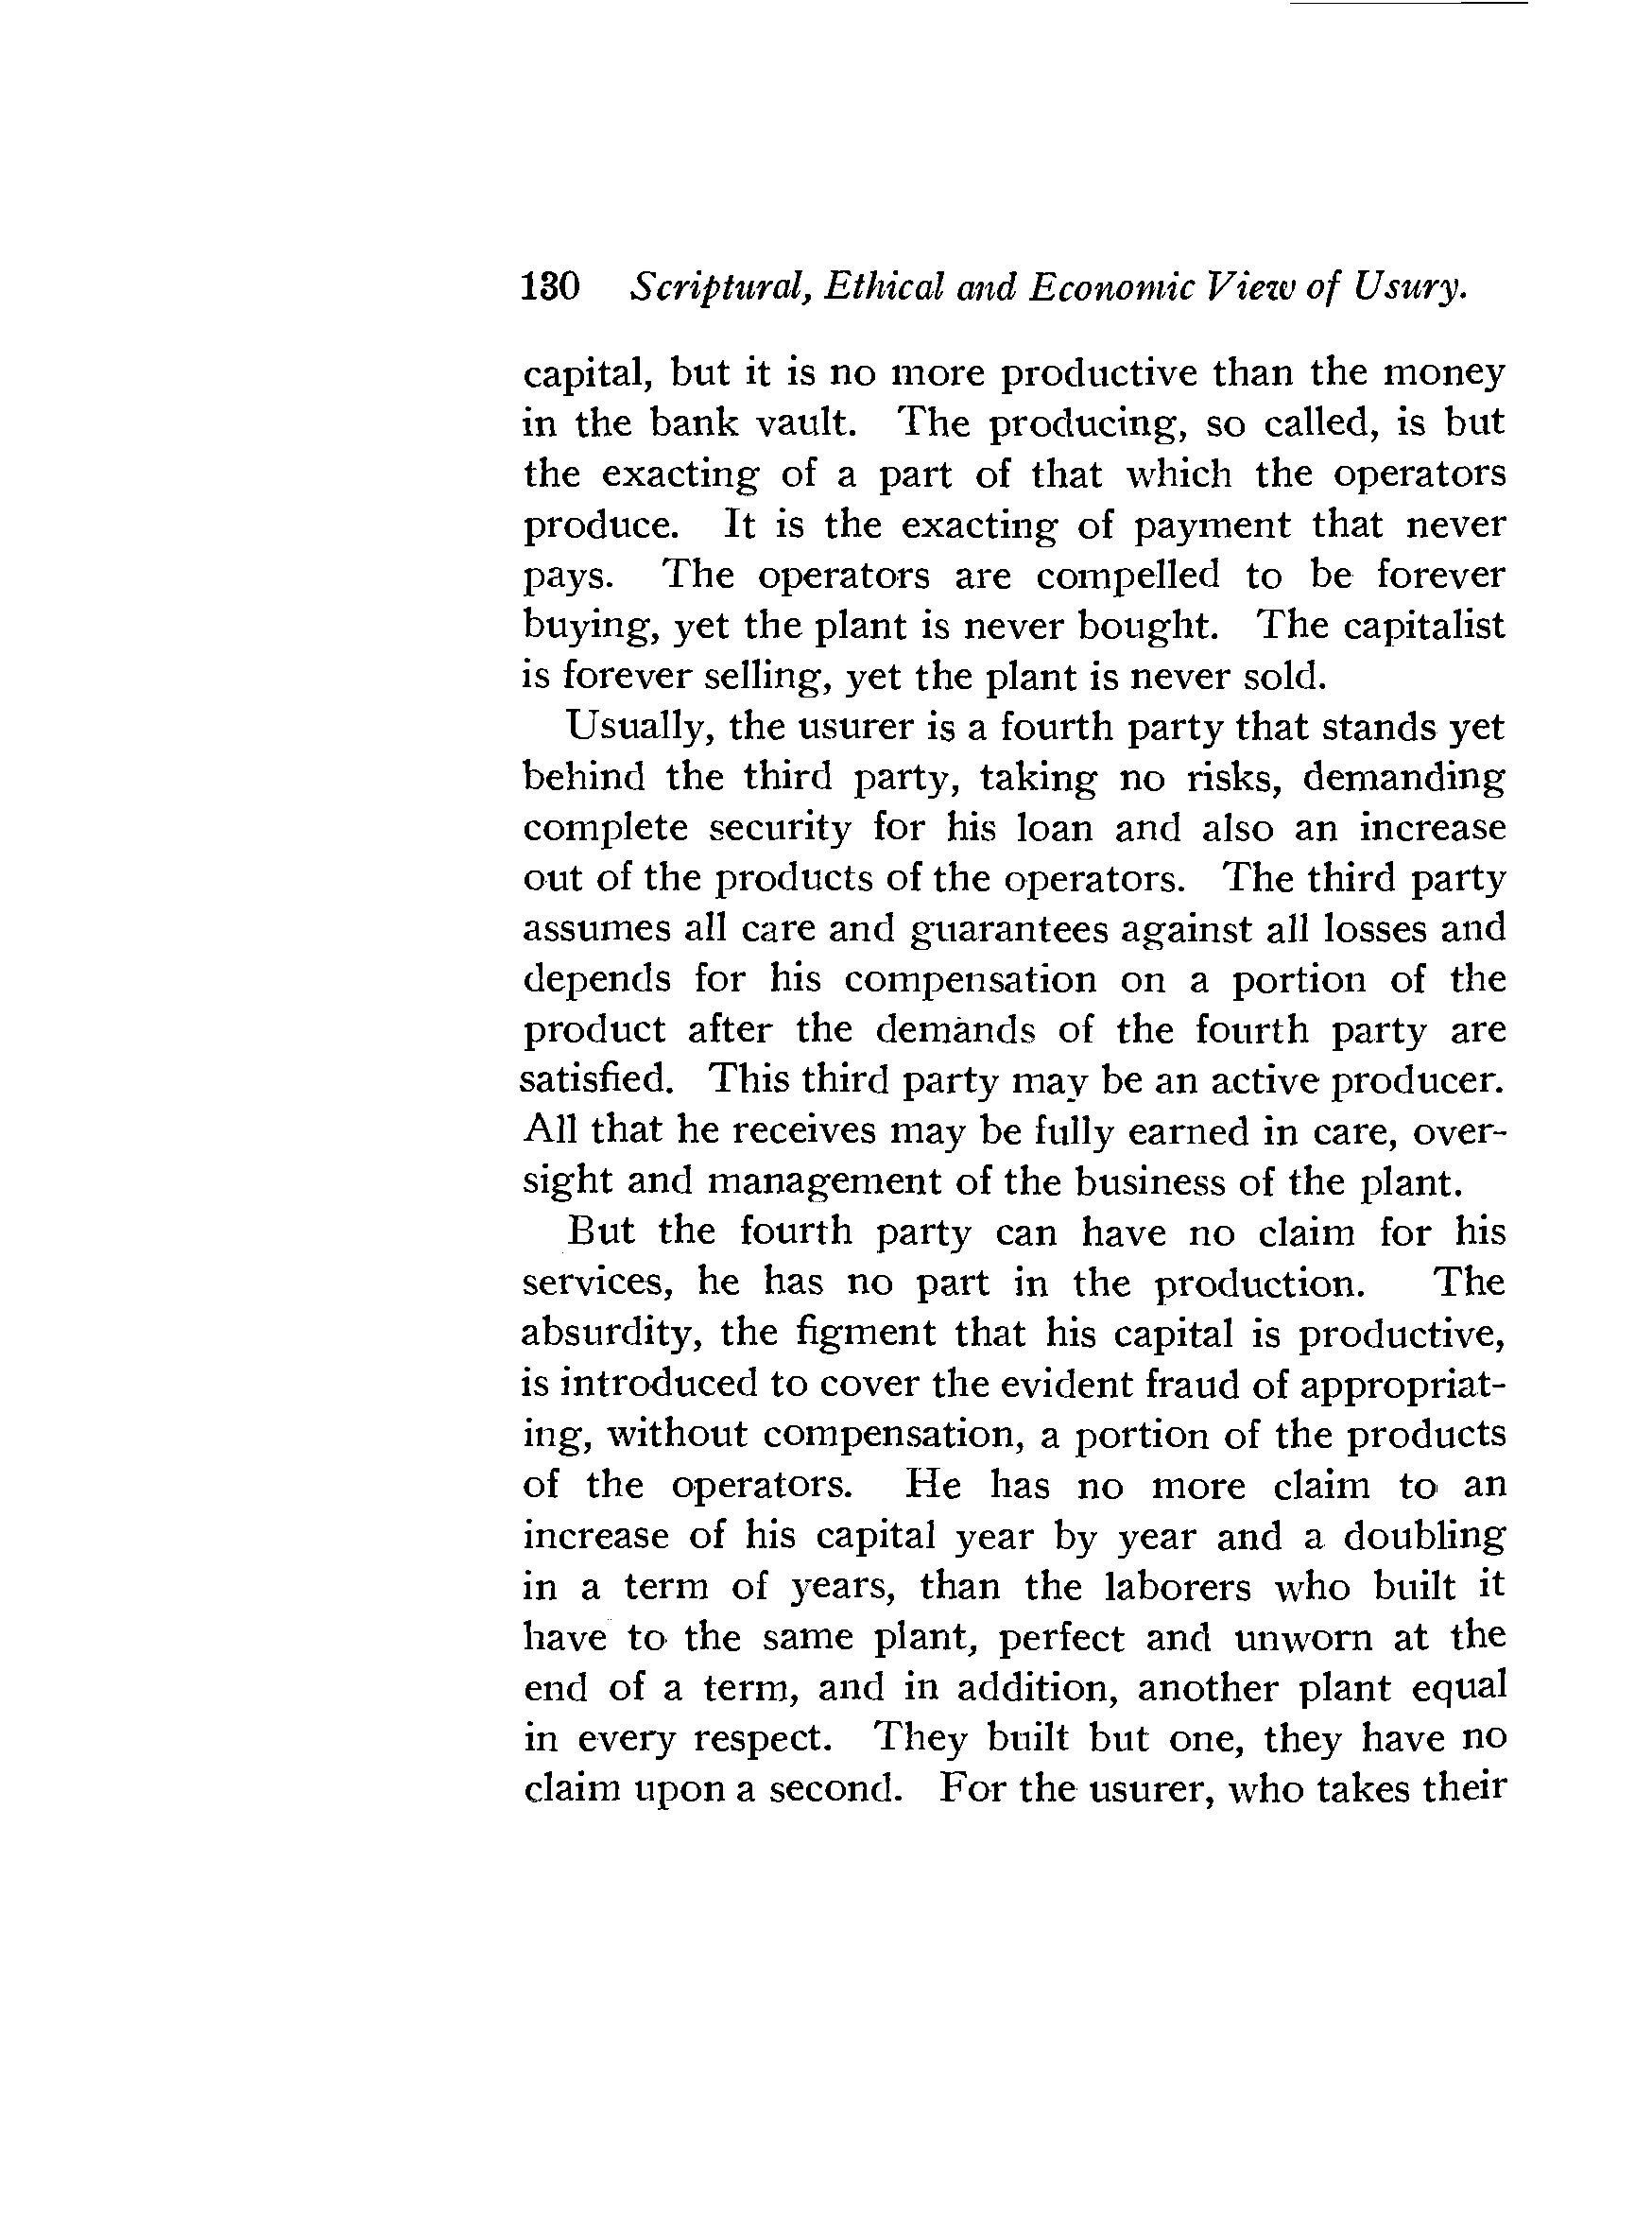 130 Scriptural, Ethical and Economic View of Usury.
capital, but it is no more productive than the money
in the bank vault. The producing, so called, is but
the exacting of a part of that which the operators
produce. It is the exacting of payment that never
pays. The operators are compelled to be forever
buying, yet the plant is never bought. The capitalist
is forever selling, yet the plant is never sold.
Usually, the usurer is a fourth party that stands yet
behind the third party, taking no risks, demanding
complete security for his loan and also an increase
out of the products of the operators. The third party
assumes all care and guarantees against all losses and
depends for his compensation on a portion of the
product after the demands of the fourth party are
satisfied. This third party may be an active producer.
All that he receives may be fully earned in care, over-
sight and management of the business of the plant.
But the fourth party can have no claim for his
services, he has no part in the production. The
absurdity, the figment that his capital is productive,
is introduced to cover the evident fraud of appropriat-
ing, without compensation, a portion of the products
of the operators. He has no more claim to an
increase of his capital year by year and a doubling
in a term of years, than the laborers who built it
have to the same plant, perfect and unworn at the
end of a term, and in addition, another plant equal
in every respect. They built but one, they have no
claim upon a second. For the usurer, who takes their